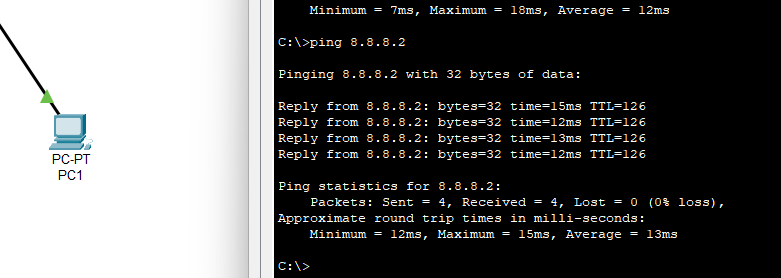 Minimum = 7ms, Maximum = 18ms, Average = 12ms
C:\>ping 8.8.8.2
Pinging 8.8.8.2 with 32 bytes of data:
Reply from 8.8.8.2: bytes=32 time=15ms TTL=126
Reply from 8.8.8.2: bytes=32 time=12ms TTL=126
Reply from 8.8.8.2: bytes=32 time=13ms TTL=126
Reply from 8.8.8.2: bytes=32 time=12ms TTL=126
Ping statistics for 8.8.8.2:
Packets: Sent = 4, Received = 4, Lost = 0 (0% loss),
Approximate round trip times in milli-seconds:
Minimum = 12ms, Maximum = 15ms, Average = 13ms
C:\>
PC-PT
PC1